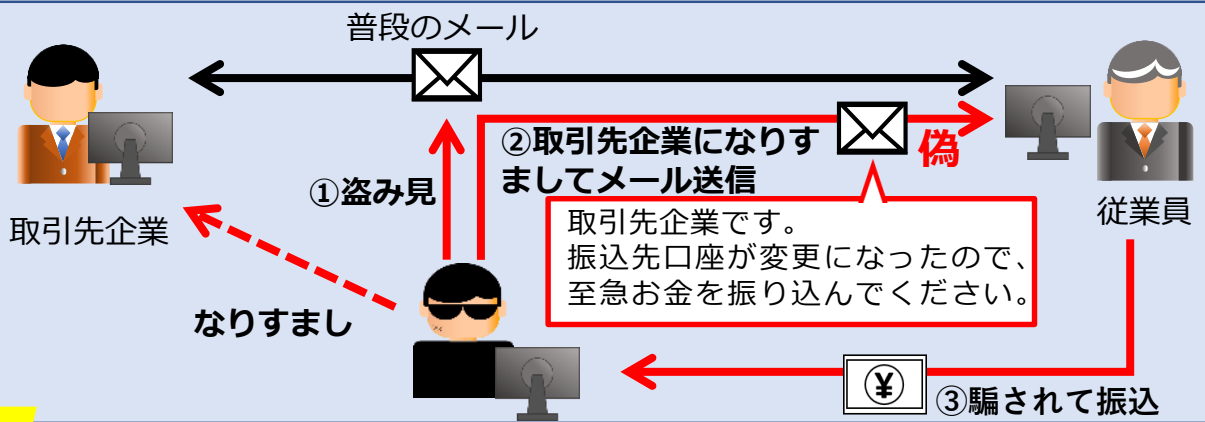 普段のメール
②取引先企業になりす
ましてメール送信
偽
①盗み見
取引先企業です。
振込先口座が変更になったので、
至急お金を振り込んでください。
取引先企業
従業員
なりすまし
¥
③騙されて振込